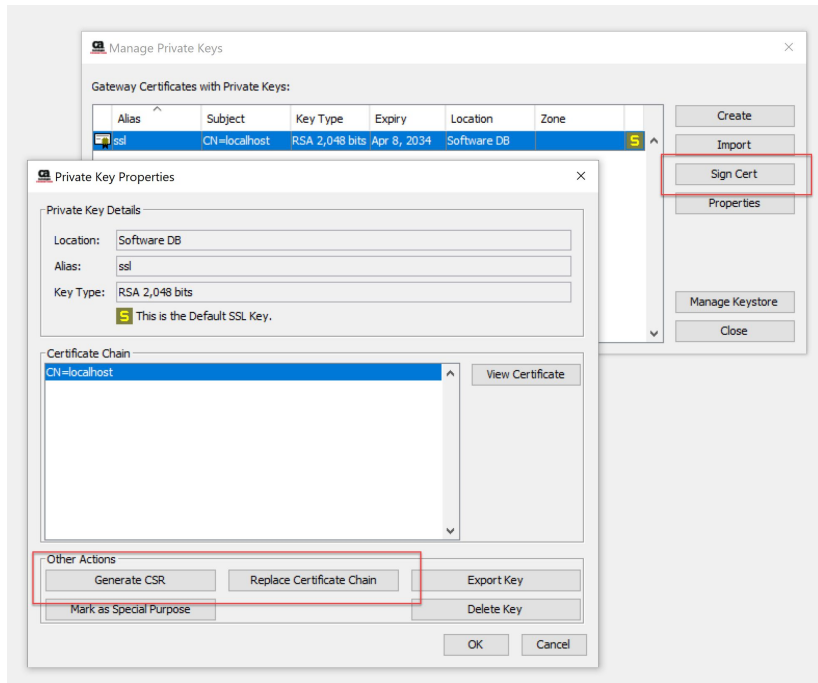 ca Manage Private Keys
Gateway Certificates with Private Keys:
Alias Subject Key Type Expiry Location Zone
ssl CN=localhost RSA 2,048 bits Apr 8, 2034 Software DB S
Create
Import
Sign Cert
Properties
Manage Keystore
Close
ca Private Key Properties
Private Key Details
Location: Software DB
Alias: ssl
Key Type: RSA 2,048 bits
S This is the Default SSL Key.
Certificate Chain
CN=localhost
View Certificate
Other Actions
Generate CSR Replace Certificate Chain Export Key
Mark as Special Purpose Delete Key
OK Cancel